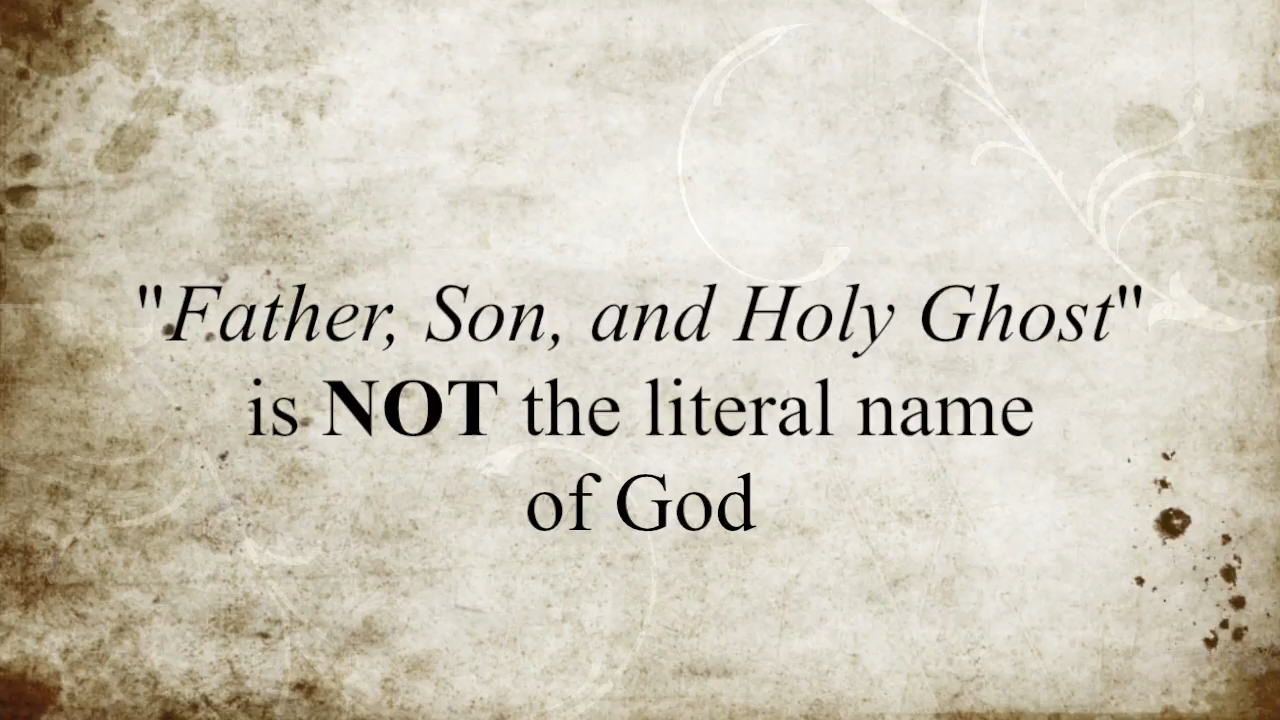 "Father, Son, and Holy Ghost"
is NOT the literal name
of God